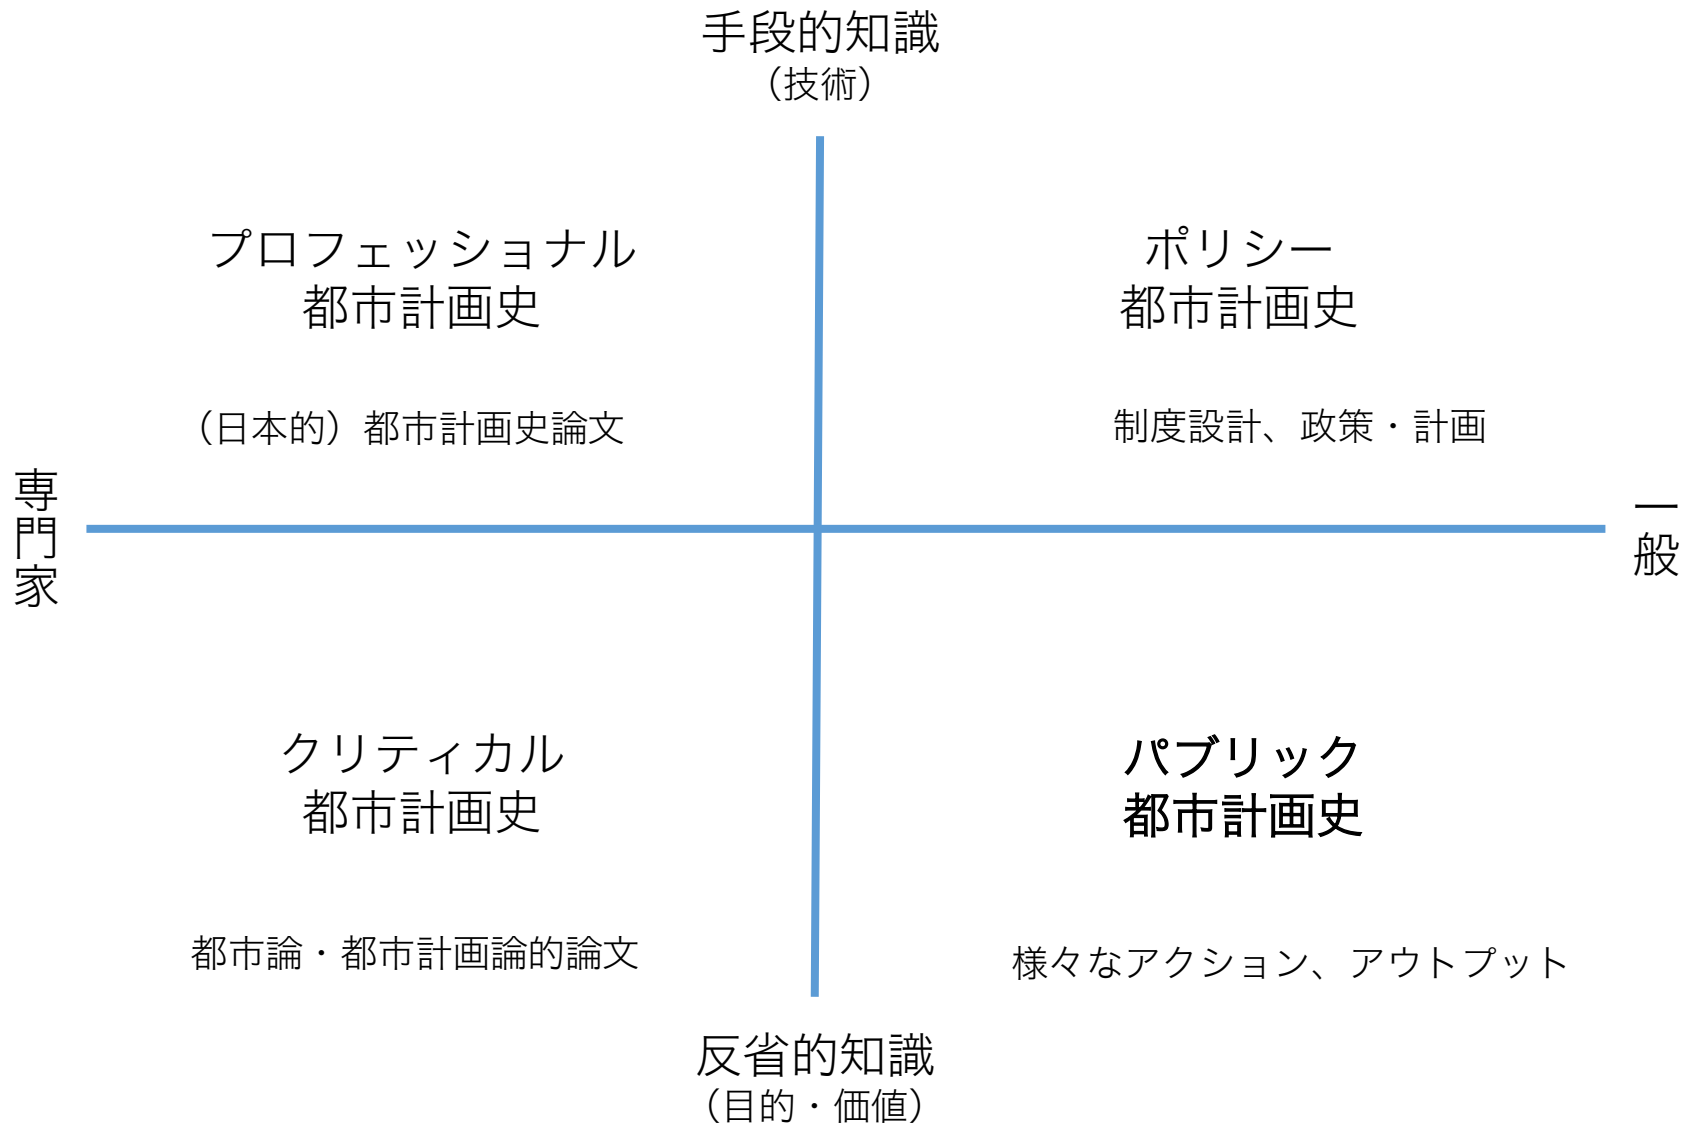 手段的知識
（技術）
プロフェッショナル
都市計画史
ポリシー
都市計画史
（日本的）都市計画史論文
制度設計、政策・計画
専門家
一般
クリティカル
都市計画史
パブリック
都市計画史
都市論・都市計画論的論文
様々なアクション、アウトプット
反省的知識
（目的・価値）